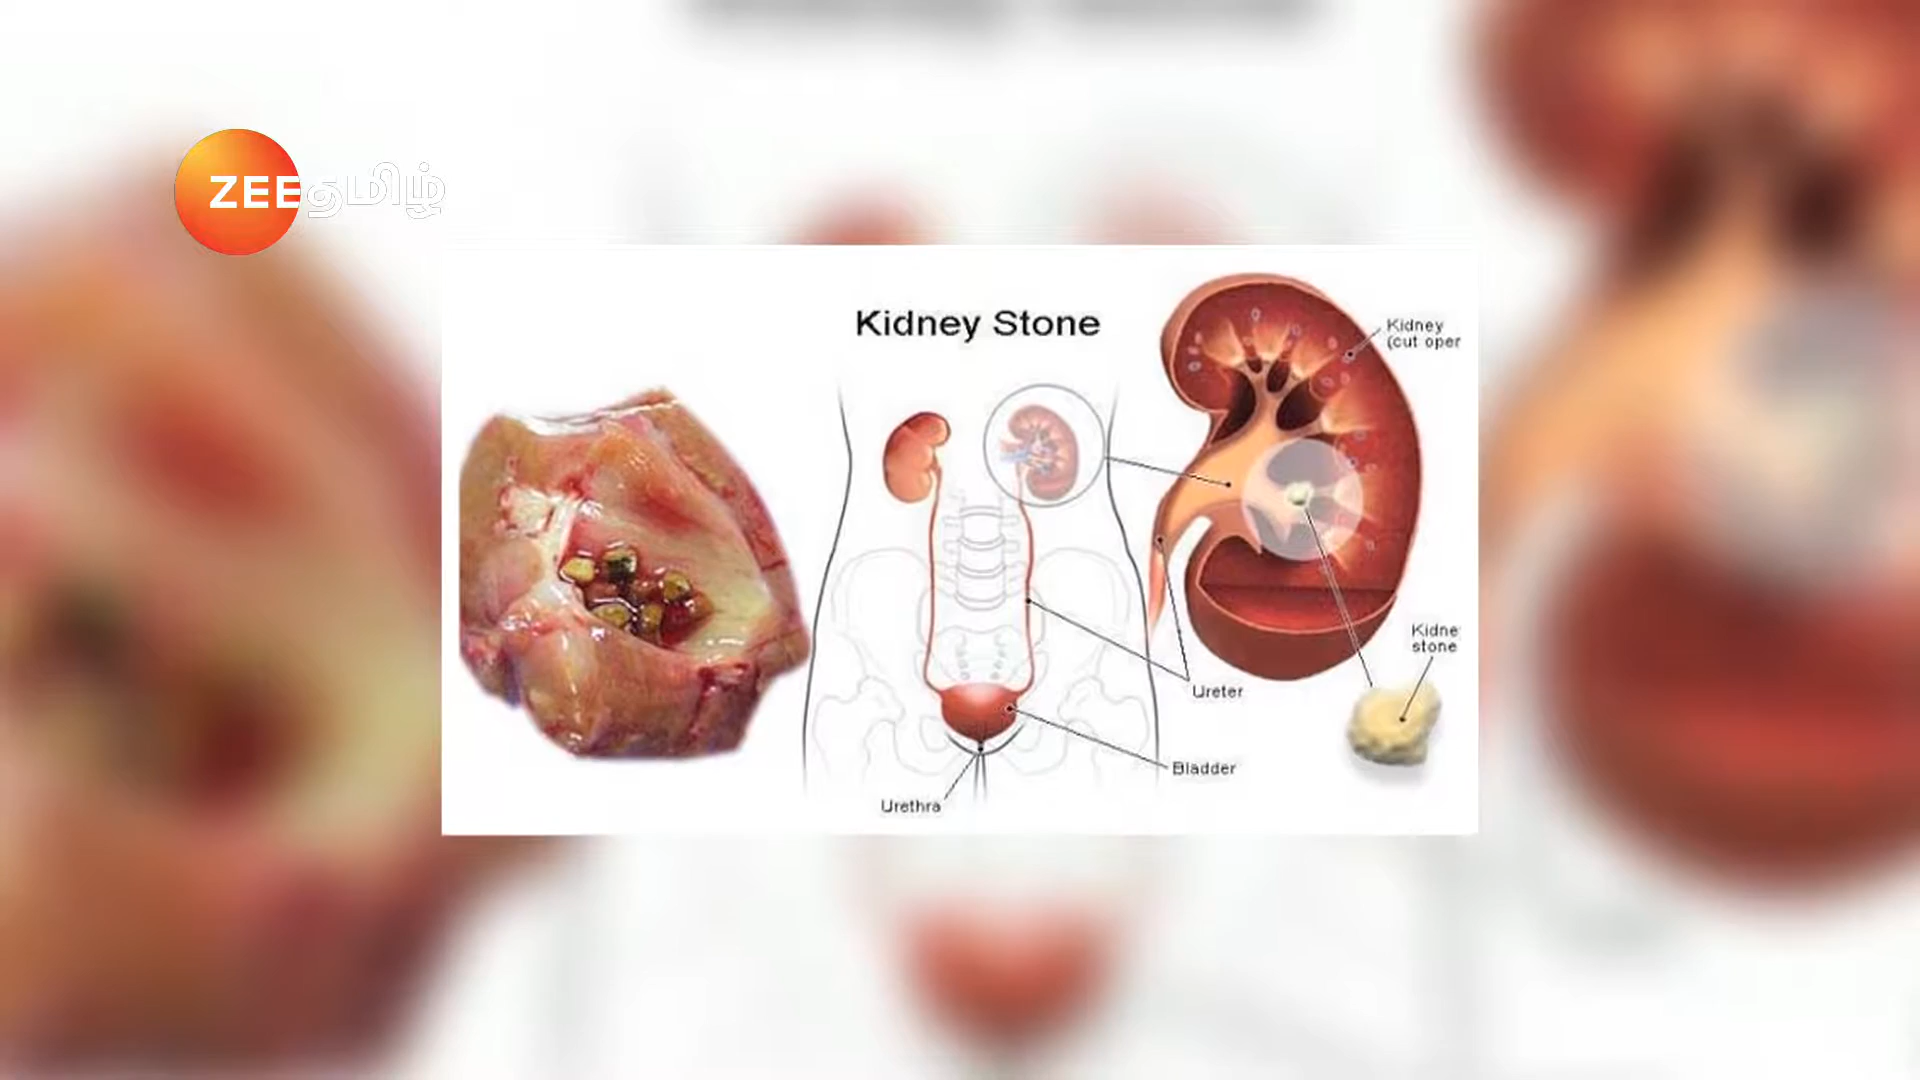 ZEEதமிழ்
Kidney Stone
Kidney
(cut oper
Kidne
stone
Ureter
Bladder
Urethra